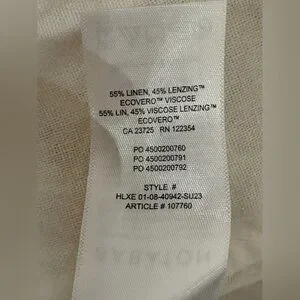 55% LINEN, 45% LENZING™
ECOVERO™ VISCOSE
55% LIN, 45% VISCOSE LENZING™
ECOVERO™
CA 23725 RN 122354
PO 4500200760
PO 4500200791
PO 4500200792
STYLE #
HLXE 01-08-40942-SU23
ARTICLE # 107760